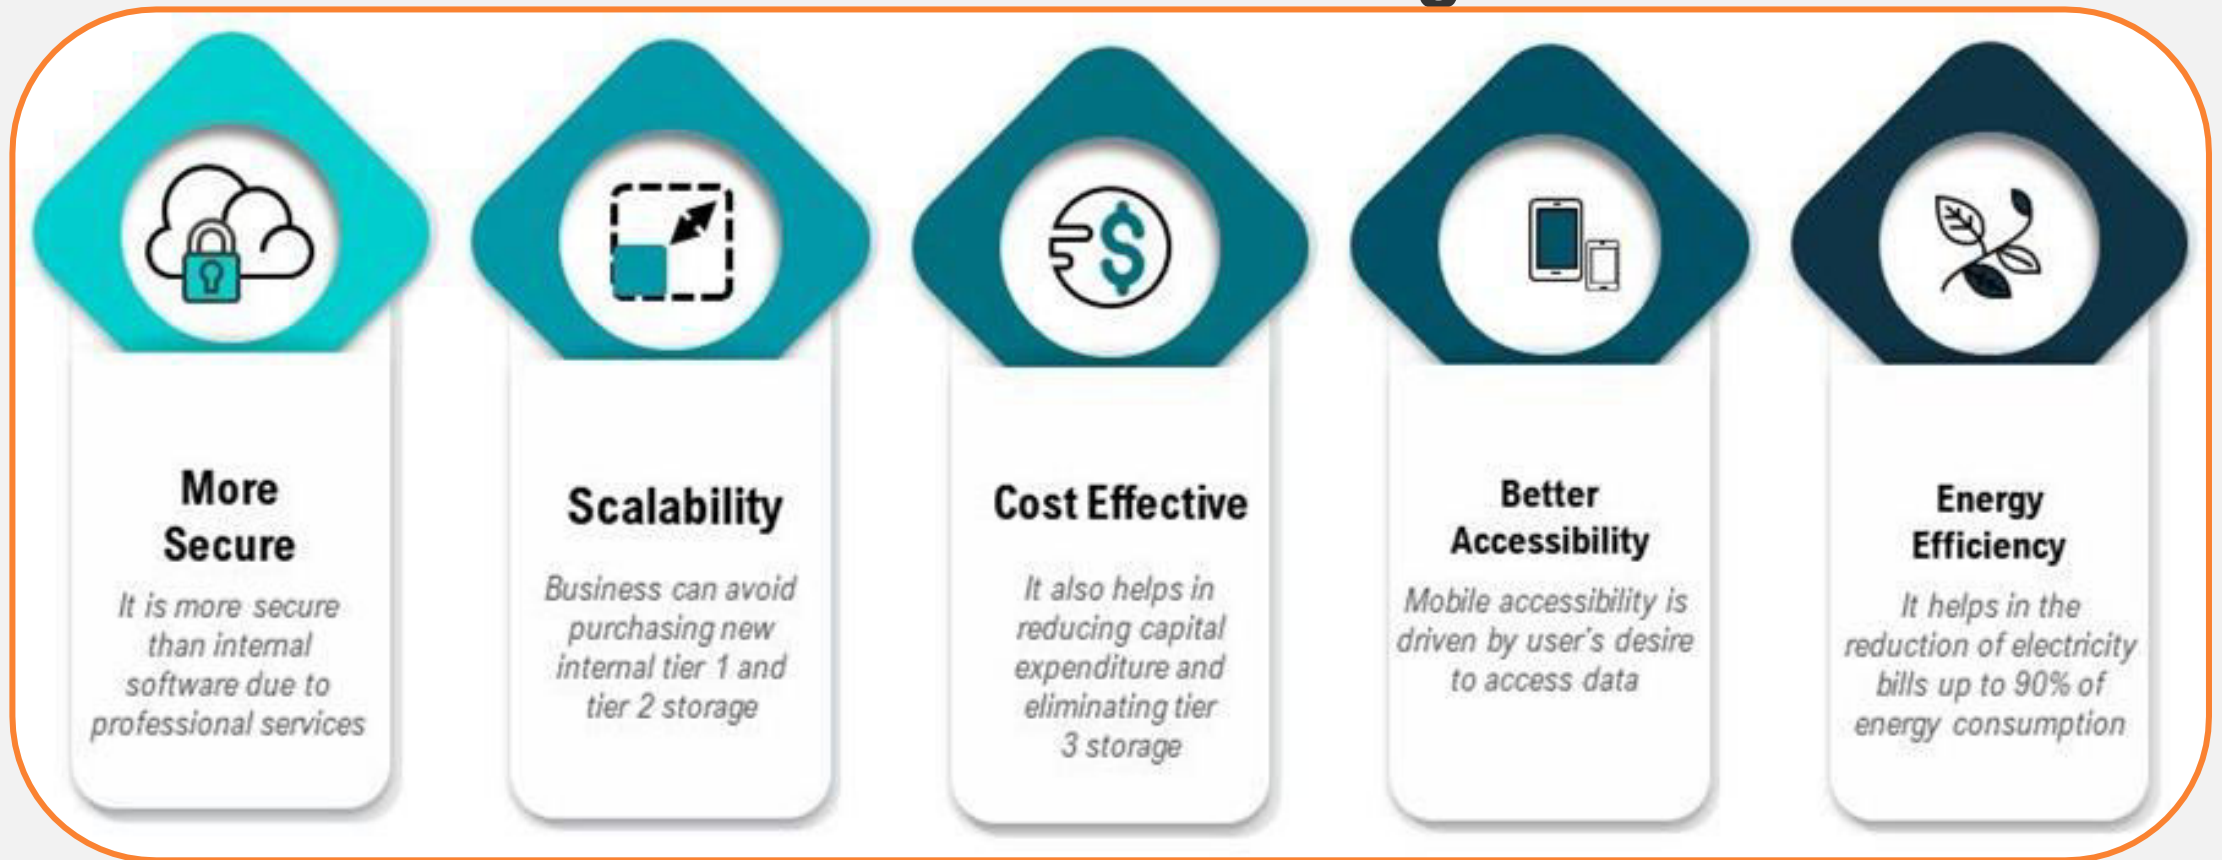 More
Secure
It is more secure
than internal
software due to
professional services
Scalability
Business can avoid
purchasing new
internal tier 1 and
tier 2 storage
Cost Effective
It also helps in
reducing capital
expenditure and
eliminating tier
3 storage
Better
Accessibility
Mobile accessibility is
driven by user's desire
to access data
Energy
Efficiency
It helps in the
reduction of electricity
bills up to 90% of
energy consumption